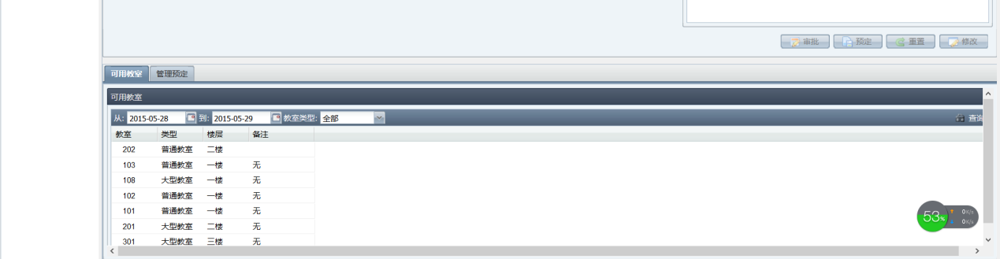 审批 预定 重置 修改
可用教室 管理预定
可用教室
从: 2015-05-28 到: 2015-05-29 教室类型: 全部 查询
教室 类型 楼层 备注
202 普通教室 二楼
103 普通教室 一楼 无
108 大型教室 一楼 无
102 普通教室 一楼 无
101 普通教室 一楼 无
201 大型教室 二楼 无
301 大型教室 三楼 无
53%
0K/s
0K/s